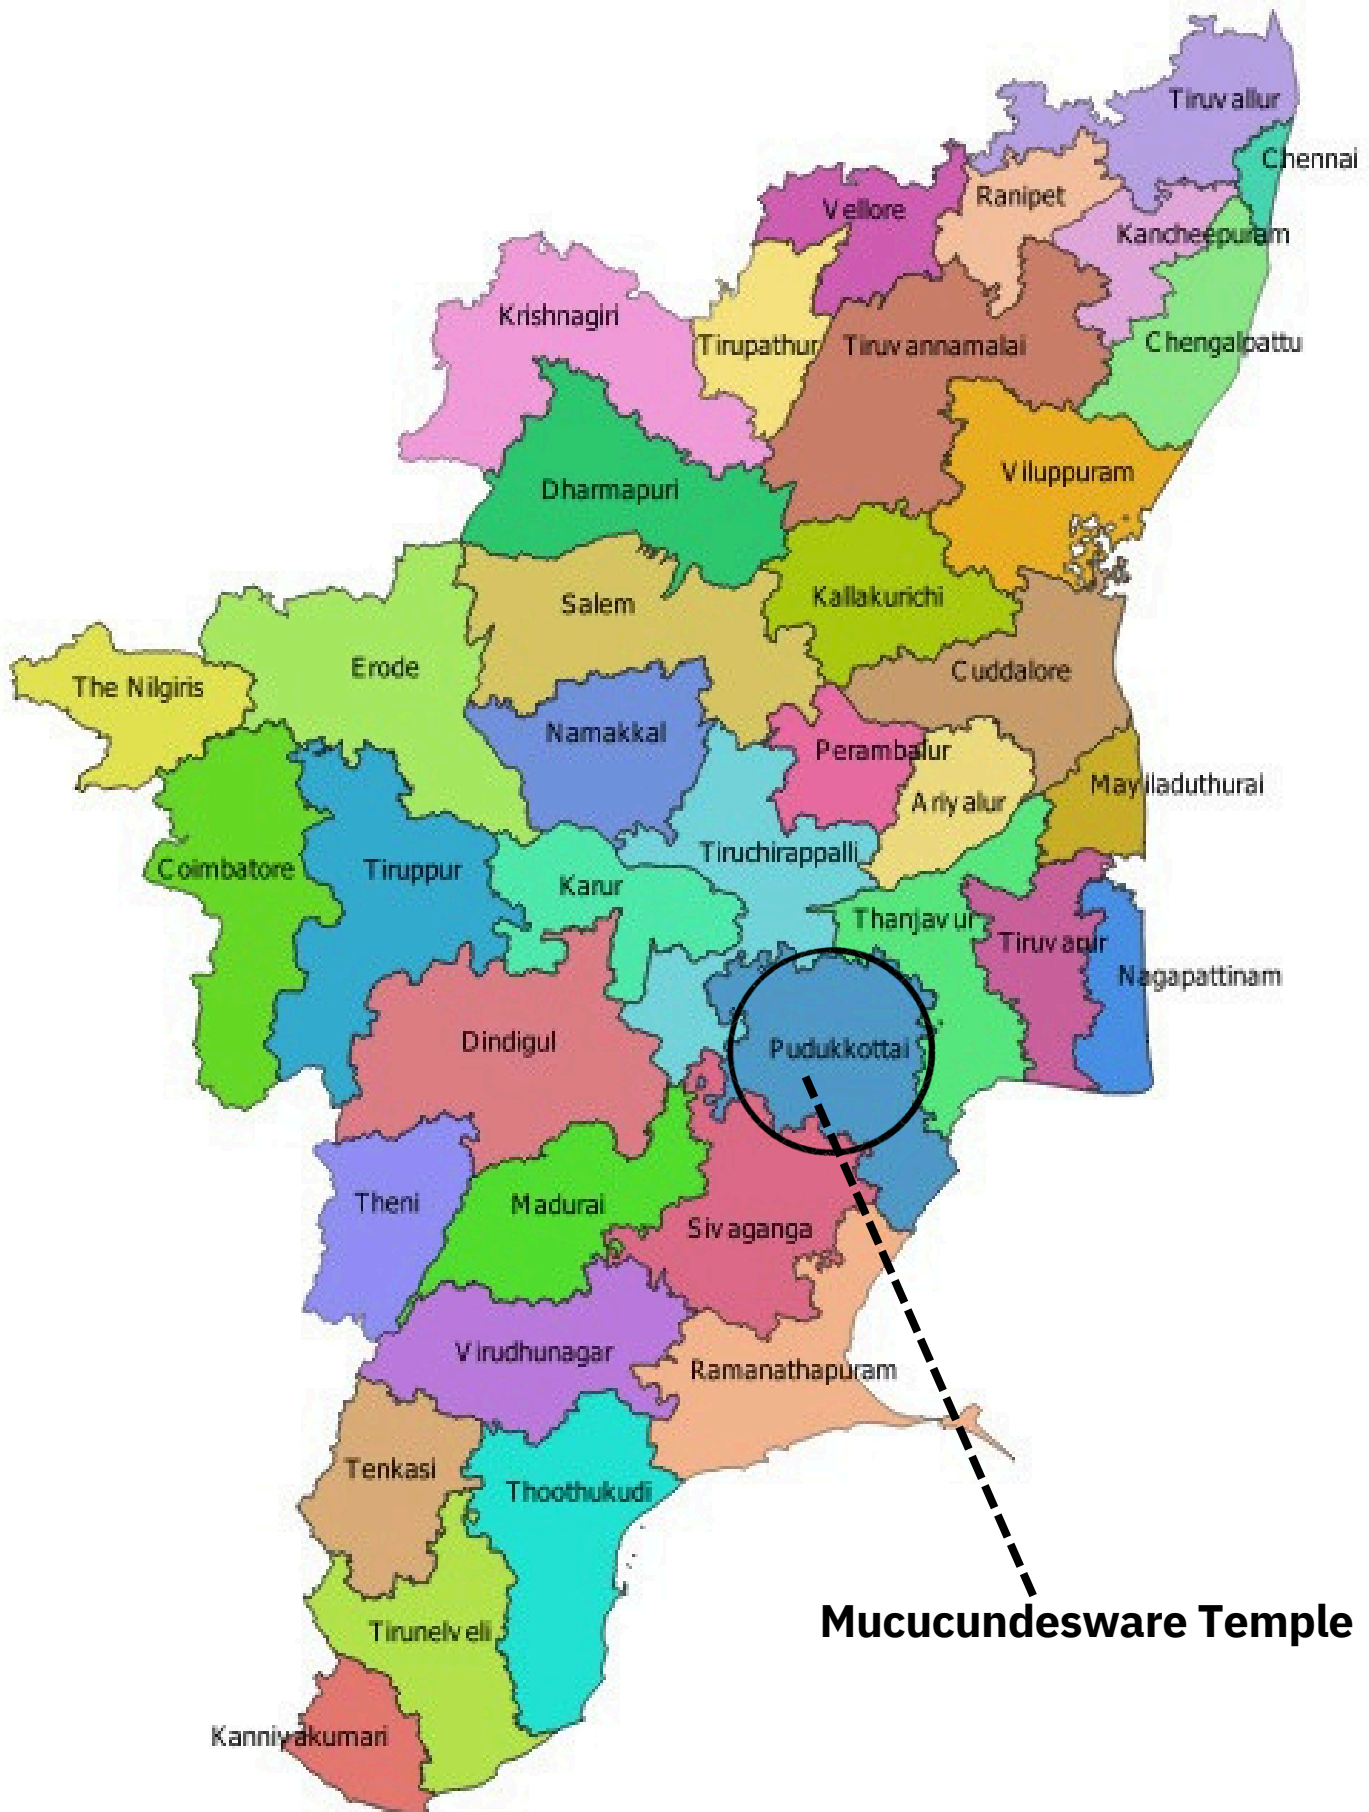 Tiruvallur
Chennai
Ranipet
Vellore
Kancheepuram
Krishnagiri
Tirupathur
Tiruvannamalai
Chengalpattu
Viluppuram
Dharmapuri
Kallakurichi
Salem
Erode
Cuddalore
The Nilgiris
Namakkal
Perambalur
Mayiladuthurai
Ariyalur
Tiruchirappalli
Coimbatore
Tiruppur
Karur
Thanjavur
Tiruvarur
Nagapattinam
Dindigul
Pudukkottai
Theni
Madurai
Sivaganga
Virudhunagar
Ramanathapuram
Tenkasi
Thoothukudi
Mucucundesware Temple
Tirunelveli
Kanniyakumari